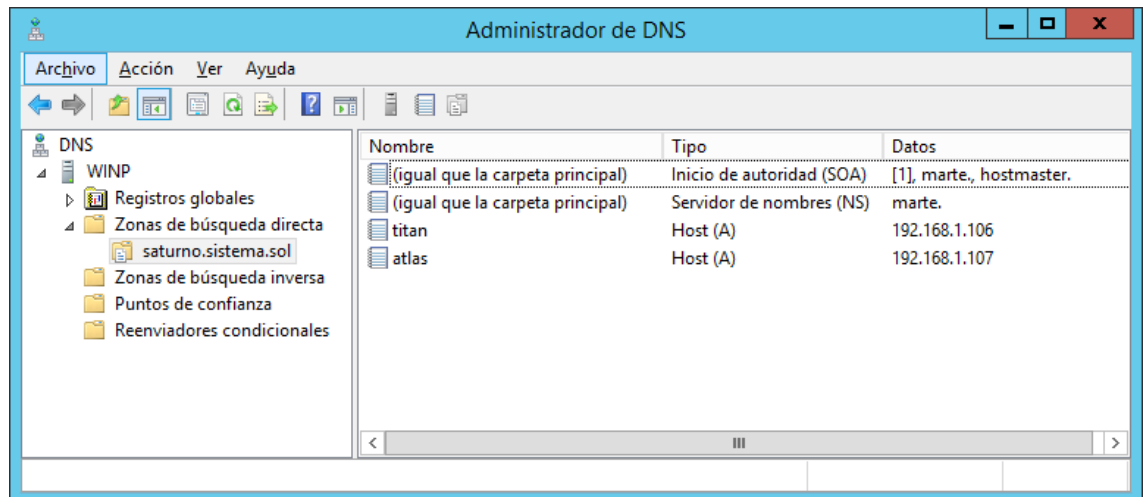 Administrador de DNS
Archivo Acción Ver Ayuda
DNS
WINP
Registros globales
Zonas de búsqueda directa
saturno.sistema.sol
Zonas de búsqueda inversa
Puntos de confianza
Reenviadores condicionales
Nombre Tipo Datos
(igual que la carpeta principal) Inicio de autoridad (SOA) [1], marte., hostmaster.
(igual que la carpeta principal) Servidor de nombres (NS) marte.
titan Host (A) 192.168.1.106
atlas Host (A) 192.168.1.107